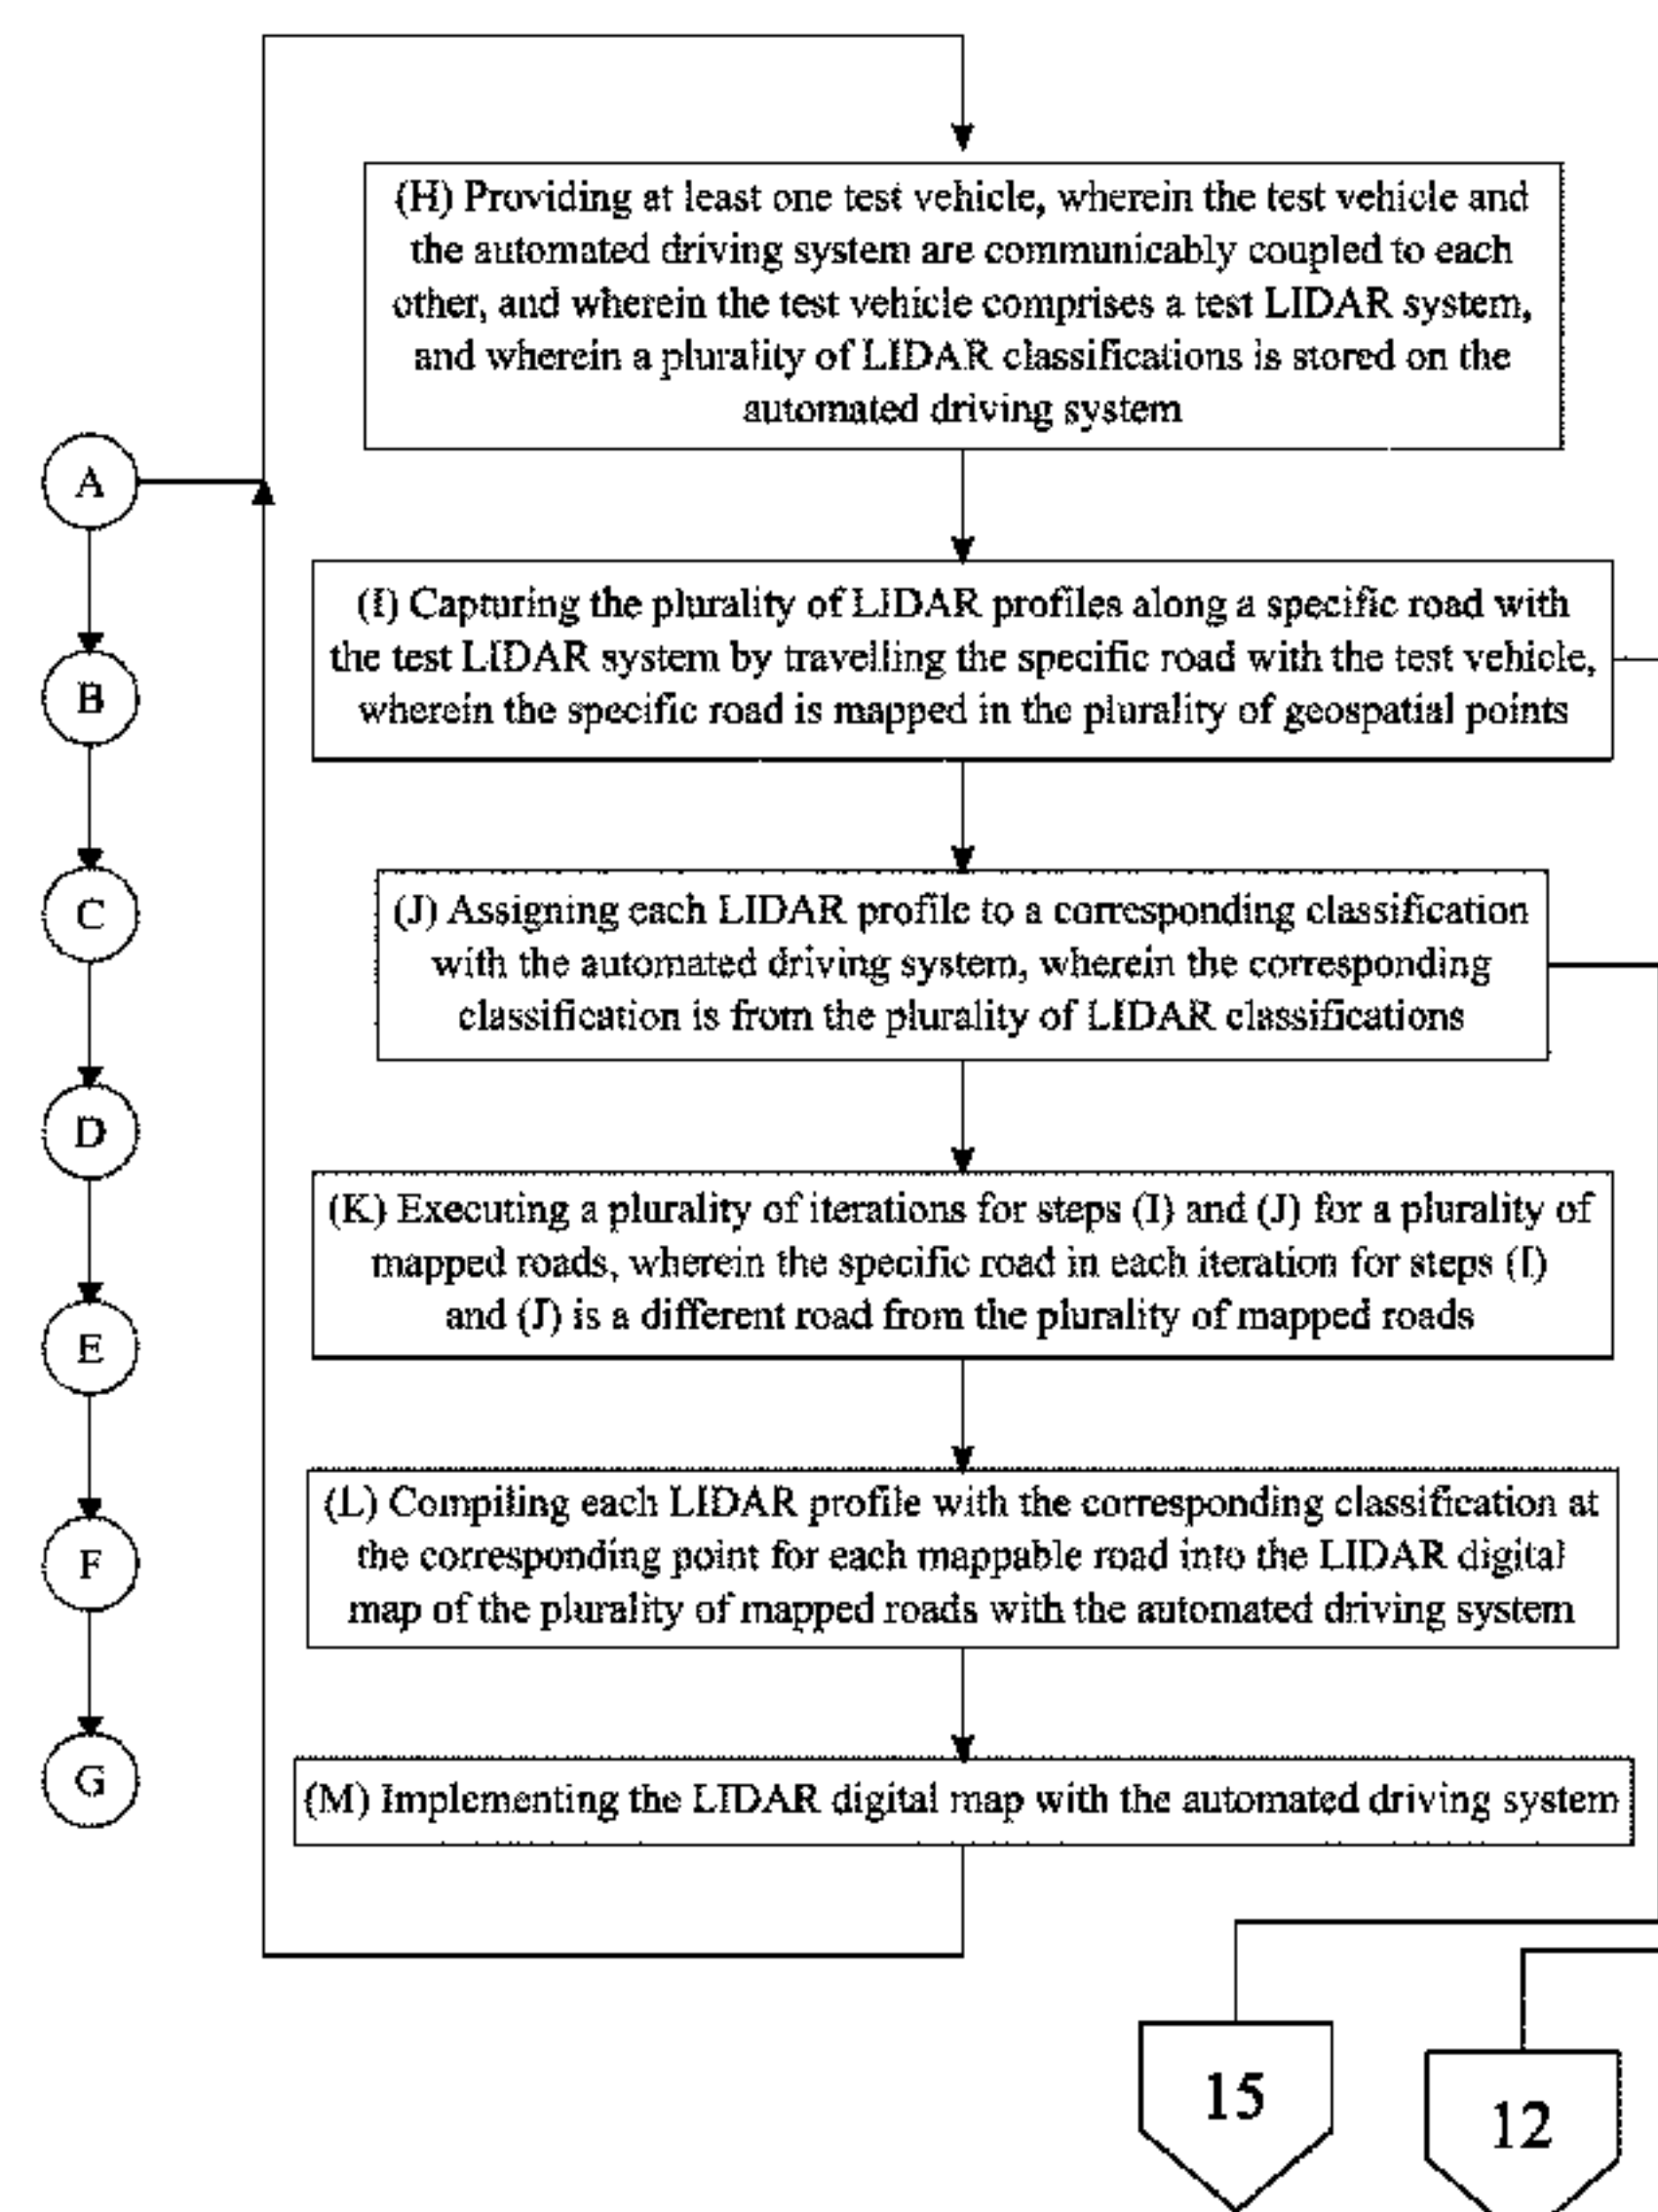 (H) Providing at least one test vehicle, wherein the test vehicle and
the automated driving system are communicably coupled to each
other, and wherein the test vehicle comprises a test LIDAR system,
and wherein a plurality of LIDAR classifications is stored on the
automated driving system
A
B
C
D
E
F
G
(I) Capturing the plurality of LIDAR profiles along a specific road with
the test LIDAR system by travelling the specific road with the test vehicle,
wherein the specific road is mapped in the plurality of geospatial points
(J) Assigning each LIDAR profile to a corresponding classification
with the automated driving system, wherein the corresponding
classification is from the plurality of LIDAR classifications
(K) Executing a plurality of iterations for steps (I) and (J) for a plurality of
mapped roads, wherein the specific road in each iteration for steps (I)
and (J) is a different road from the plurality of mapped roads
(L) Compiling each LIDAR profile with the corresponding classification at
the corresponding point for each mappable road into the LIDAR digital
map of the plurality of mapped roads with the automated driving system
(M) Implementing the LIDAR digital map with the automated driving system
15
12